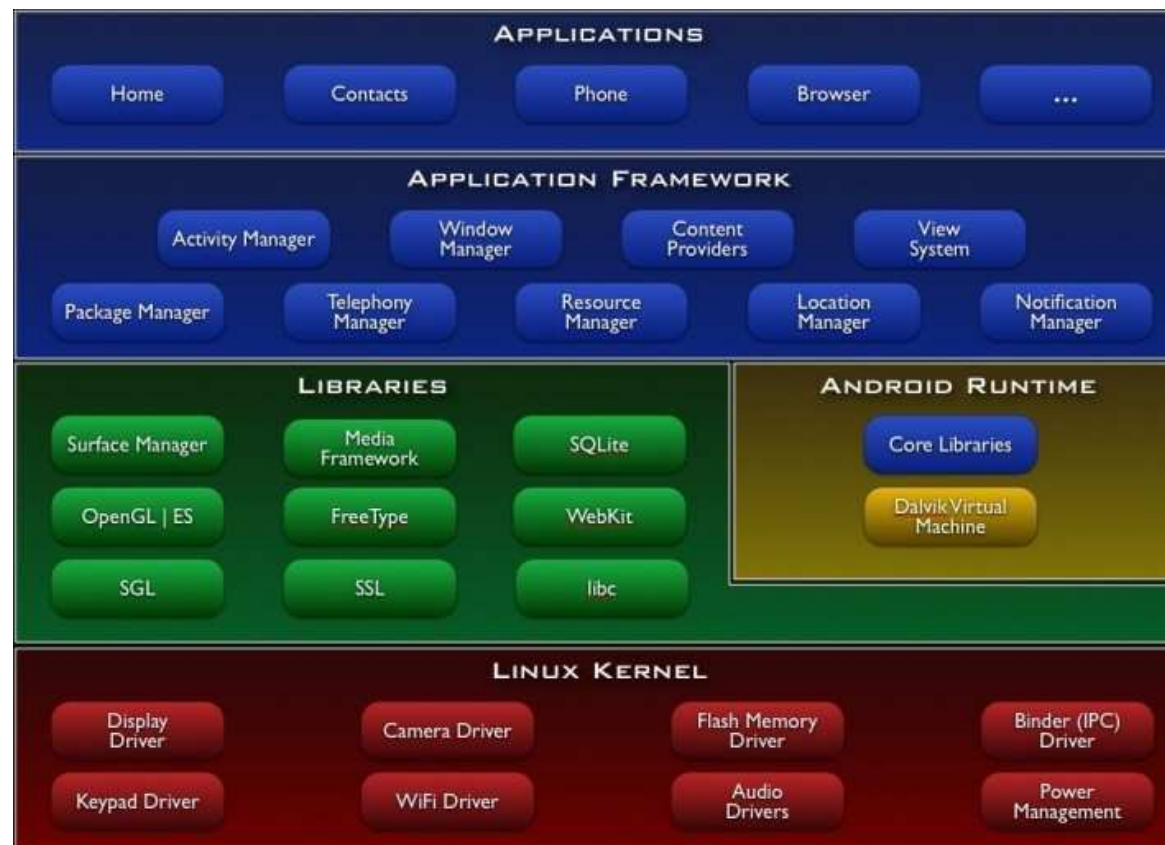 APPLICATIONS
Home
Contacts
Phone
Browser
...
APPLICATION FRAMEWORK
Activity Manager
Window
Manager
Content
Providers
View
System
Package Manager
Telephony
Manager
Resource
Manager
Location
Manager
Notification
Manager
LIBRARIES
Surface Manager
Media
Framework
SQLite
OpenGL | ES
FreeType
WebKit
SGL
SSL
libc
ANDROID RUNTIME
Core Libraries
Dalvik Virtual
Machine
LINUX KERNEL
Display
Driver
Camera Driver
Flash Memory
Driver
Binder (IPC)
Driver
Keypad Driver
WiFi Driver
Audio
Drivers
Power
Management